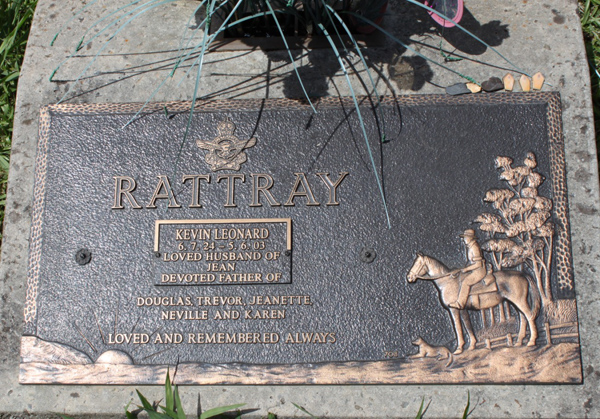 RATTRAY
KEVIN LEONARD
6. 7. 24 - 5. 6. 03
LOVED HUSBAND OF
JEAN
DEVOTED FATHER OF
DOUGLAS, TREVOR, JEANETTE,
NEVILLE AND KAREN
LOVED AND REMEMBERED ALWAYS